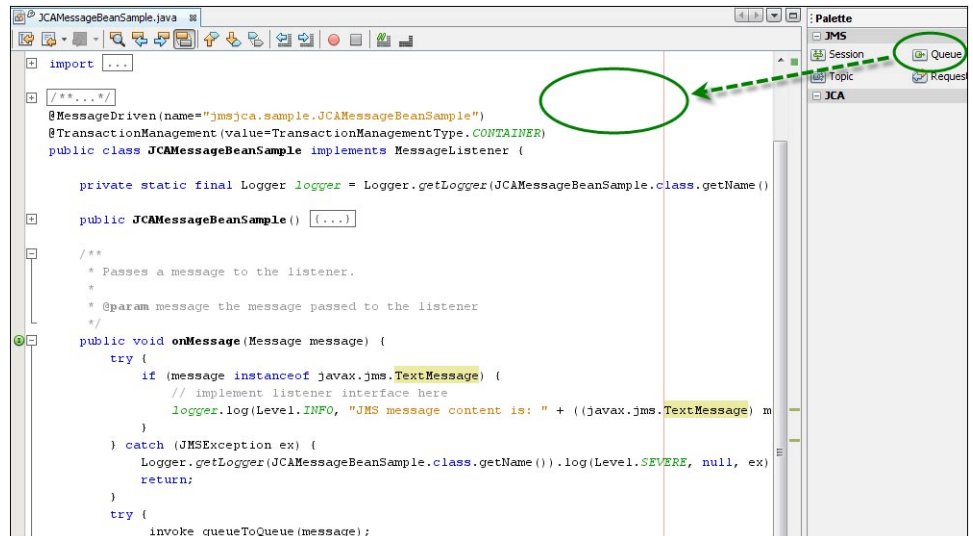 JCAMessageBeanSample.java
Palette
JMS
Session
Queue
Topic
Request
JCA
import ...
/**...*/
@MessageDriven(name="jmsjca.sample.JCAMessageBeanSample")
@TransactionManagement(value=TransactionManagementType.CONTAINER)
public class JCAMessageBeanSample implements MessageListener {
private static final Logger logger = Logger.getLogger(JCAMessageBeanSample.class.getName()
public JCAMessageBeanSample() {...}
/**
* Passes a message to the listener.
*
* @param message the message passed to the listener
*/
public void onMessage(Message message) {
try {
if (message instanceof javax.jms.TextMessage) {
// implement listener interface here
logger.log(Level.INFO, "JMS message content is: " + ((javax.jms.TextMessage) m
}
} catch (JMSException ex) {
Logger.getLogger(JCAMessageBeanSample.class.getName()).log(Level.SEVERE, null, ex)
return;
}
try {
_invoke_queueToQueue(message);